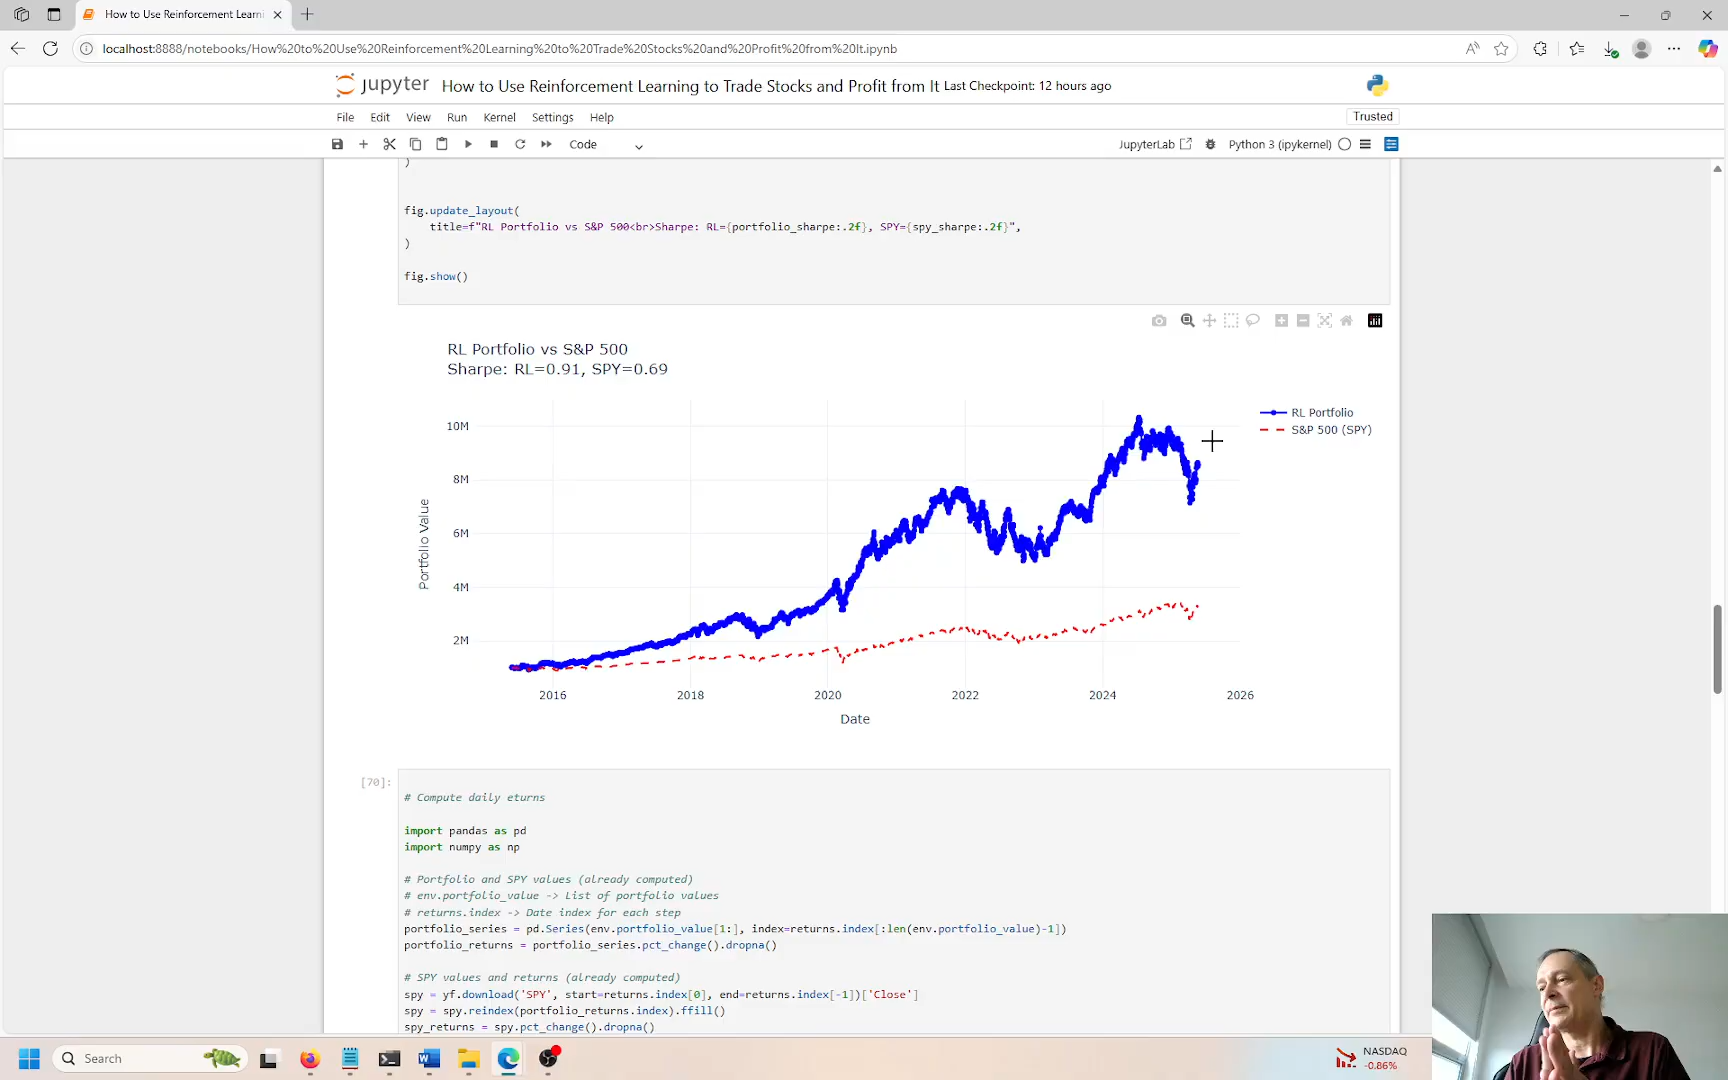 How to Use Reinforcement Learni
localhost:8888/notebooks/How%20to%20Use%20Reinforcement%20Learning%20to%20Trade%20Stocks%20and%20Profit%20from%20It.ipynb
jupyter How to Use Reinforcement Learning to Trade Stocks and Profit from It Last Checkpoint: 12 hours ago
File Edit View Run Kernel Settings Help
Trusted
Code
JupyterLab
Python 3 (ipykernel)
)
fig.update_layout(
title=f"RL Portfolio vs S&P 500<br>Sharpe: RL={portfolio_sharpe:.2f}, SPY={spy_sharpe:.2f}",
)
fig.show()
RL Portfolio vs S&P 500
Sharpe: RL=0.91, SPY=0.69
RL Portfolio
S&P 500 (SPY)
10M
8M
6M
4M
2M
Portfolio Value
2016 2018 2020 2022 2024 2026
Date
[70]:
# Compute daily eturns
import pandas as pd
import numpy as np
# Portfolio and SPY values (already computed)
# env.portfolio_value -> List of portfolio values
# returns.index -> Date index for each step
portfolio_series = pd.Series(env.portfolio_value[1:], index=returns.index[:len(env.portfolio_value)-1])
portfolio_returns = portfolio_series.pct_change().dropna()
# SPY values and returns (already computed)
spy = yf.download('SPY', start=returns.index[0], end=returns.index[-1])['Close']
spy = spy.reindex(portfolio_returns.index).ffill()
spy_returns = spy.pct_change().dropna()
Search
NASDAQ
-0.86%